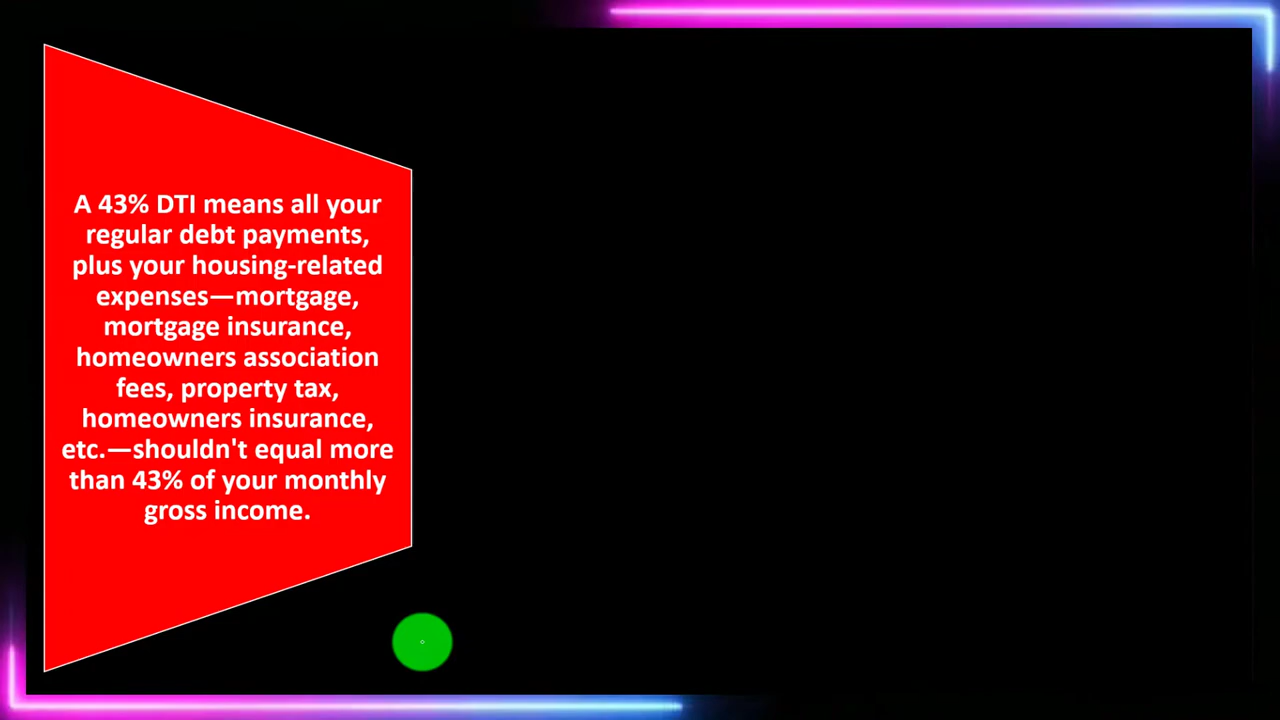 A 43% DTI means all your
regular debt payments,
plus your housing-related
expenses—mortgage,
mortgage insurance,
homeowners association
fees, property tax,
homeowners insurance,
etc.—shouldn't equal more
than 43% of your monthly
gross income.